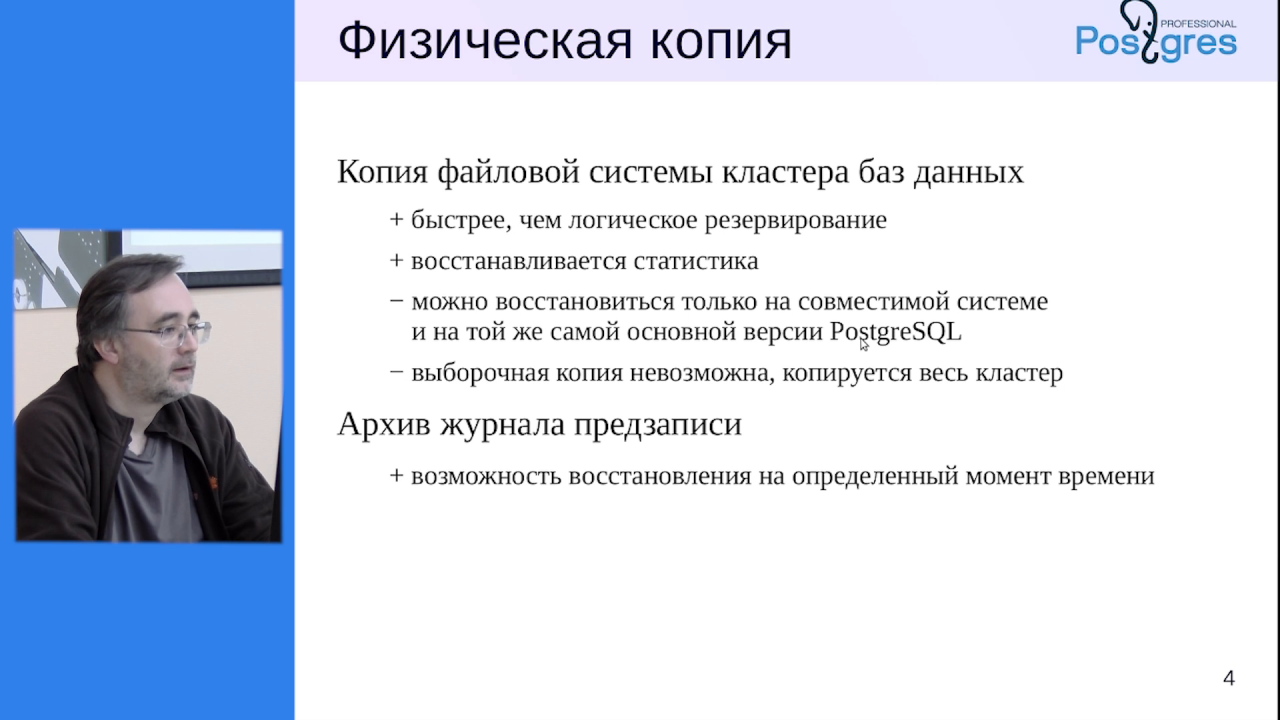 Физическая копия
PROFESSIONAL
Postgres
Копия файловой системы кластера баз данных
+ быстрее, чем логическое резервирование
+ восстанавливается статистика
− можно восстановиться только на совместимой системе
и на той же самой основной версии PostgreSQL
− выборочная копия невозможна, копируется весь кластер
Архив журнала предзаписи
+ возможность восстановления на определенный момент времени
4